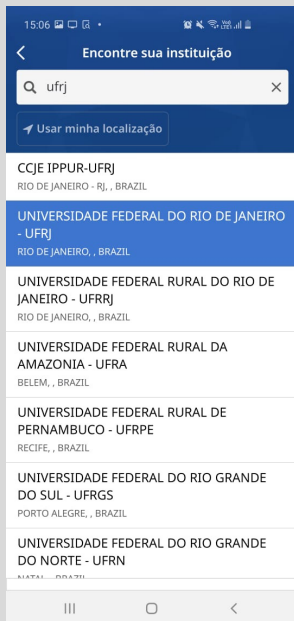 15:06
Encontre sua instituição
ufrj
Usar minha localização
CCJE IPPUR-UFRJ
RIO DE JANEIRO - RJ, , BRAZIL
UNIVERSIDADE FEDERAL DO RIO DE JANEIRO
- UFRJ
RIO DE JANEIRO, , BRAZIL
UNIVERSIDADE FEDERAL RURAL DO RIO DE
JANEIRO - UFRRJ
RIO DE JANEIRO, , BRAZIL
UNIVERSIDADE FEDERAL RURAL DA
AMAZONIA - UFRA
BELEM, , BRAZIL
UNIVERSIDADE FEDERAL RURAL DE
PERNAMBUCO - UFRPE
RECIFE, , BRAZIL
UNIVERSIDADE FEDERAL DO RIO GRANDE
DO SUL - UFRGS
PORTO ALEGRE, , BRAZIL
UNIVERSIDADE FEDERAL DO RIO GRANDE
DO NORTE - UFRN
NATAL, , BRAZIL